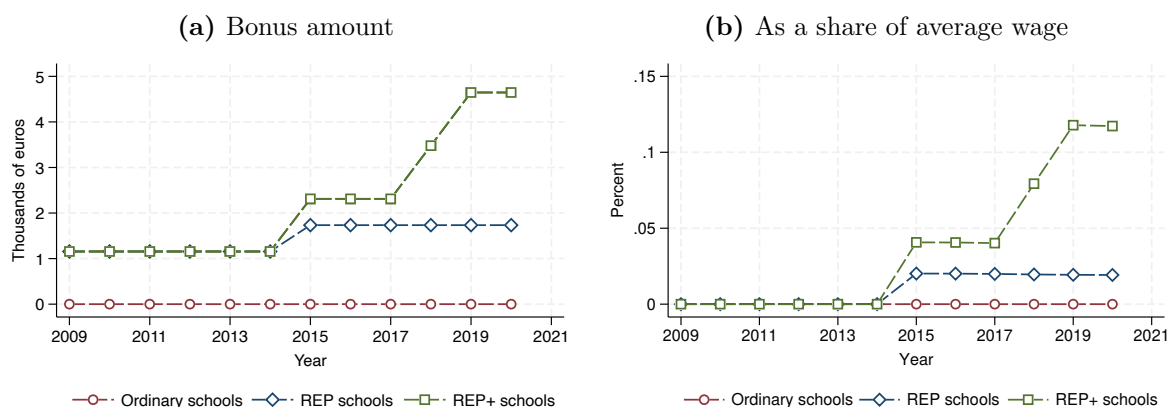 (a) Bonus amount
Thousands of euros
5
4
3
2
1
0
2009 2011 2013 2015 2017 2019 2021
Year
Ordinary schools REP schools REP+ schools
(b) As a share of average wage
Percent
.15
.1
.05
0
2009 2011 2013 2015 2017 2019 2021
Year
Ordinary schools REP schools REP+ schools